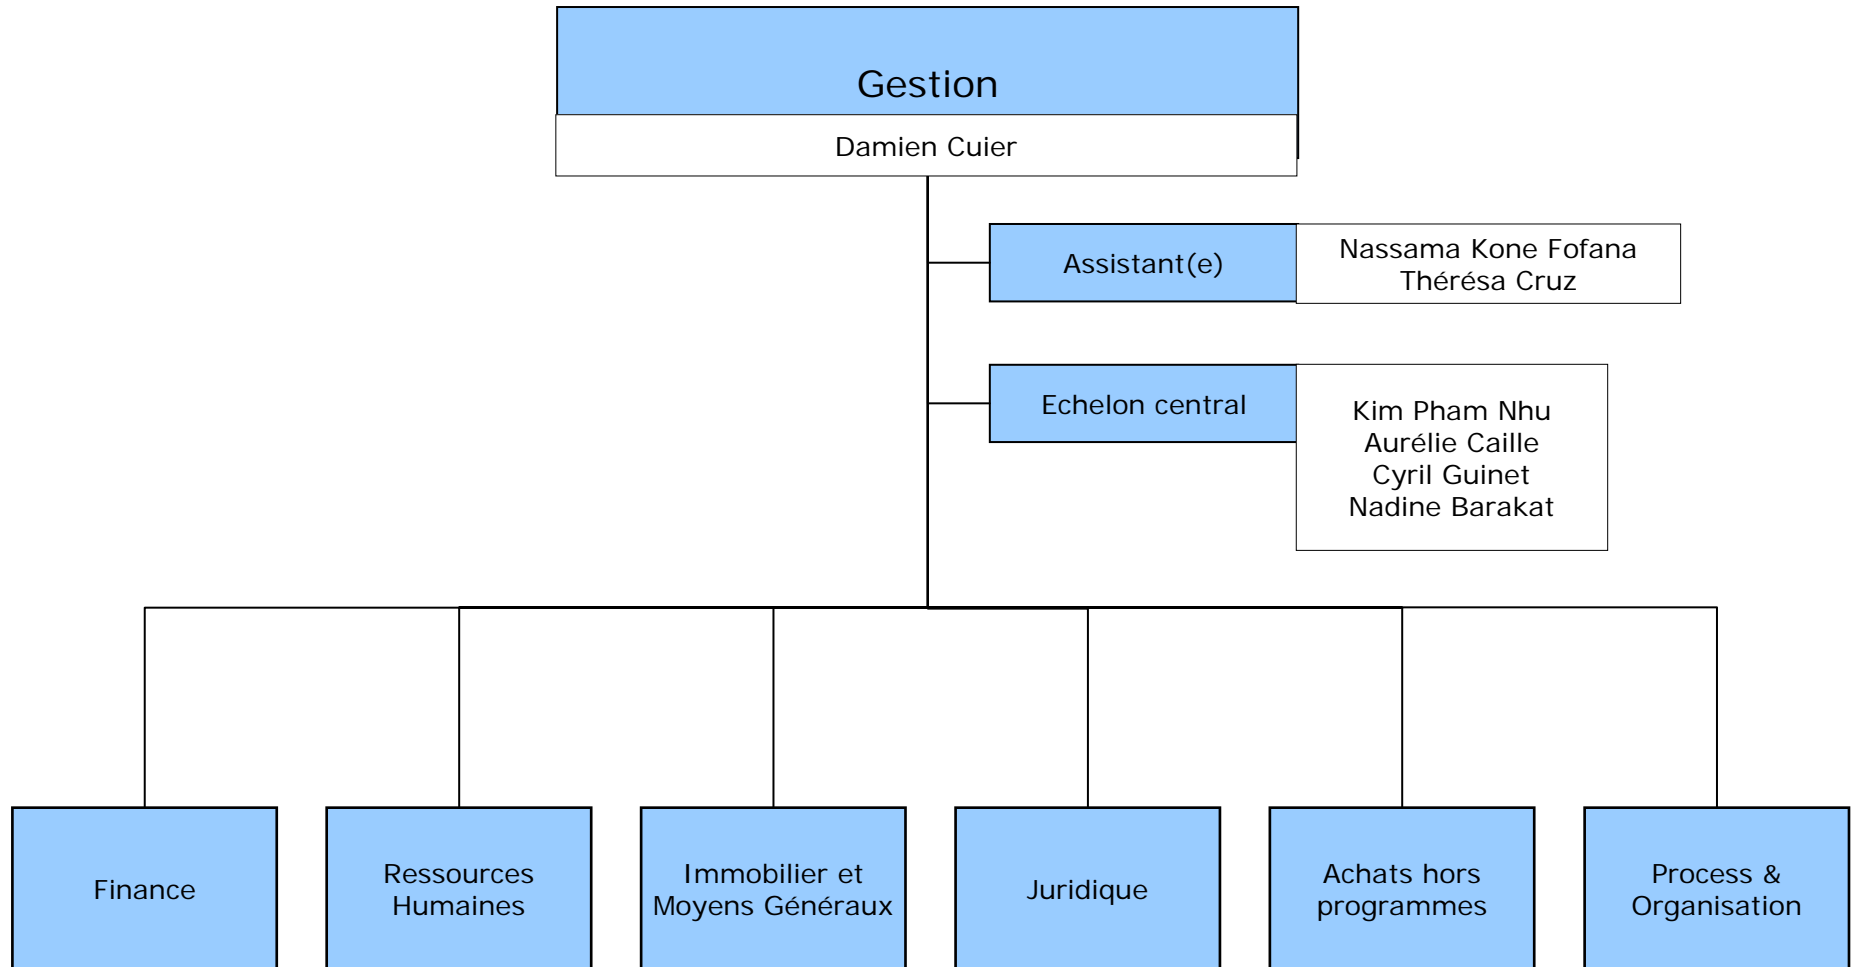 Gestion
Damien Cuier
Assistant(e)
Nassama Kone Fofana
Thérésa Cruz
Echelon central
Kim Pham Nhu
Aurélie Caille
Cyril Guinet
Nadine Barakat
Finance
Ressources
Humaines
Immobilier et
Moyens Généraux
Juridique
Achats hors
programmes
Process &
Organisation